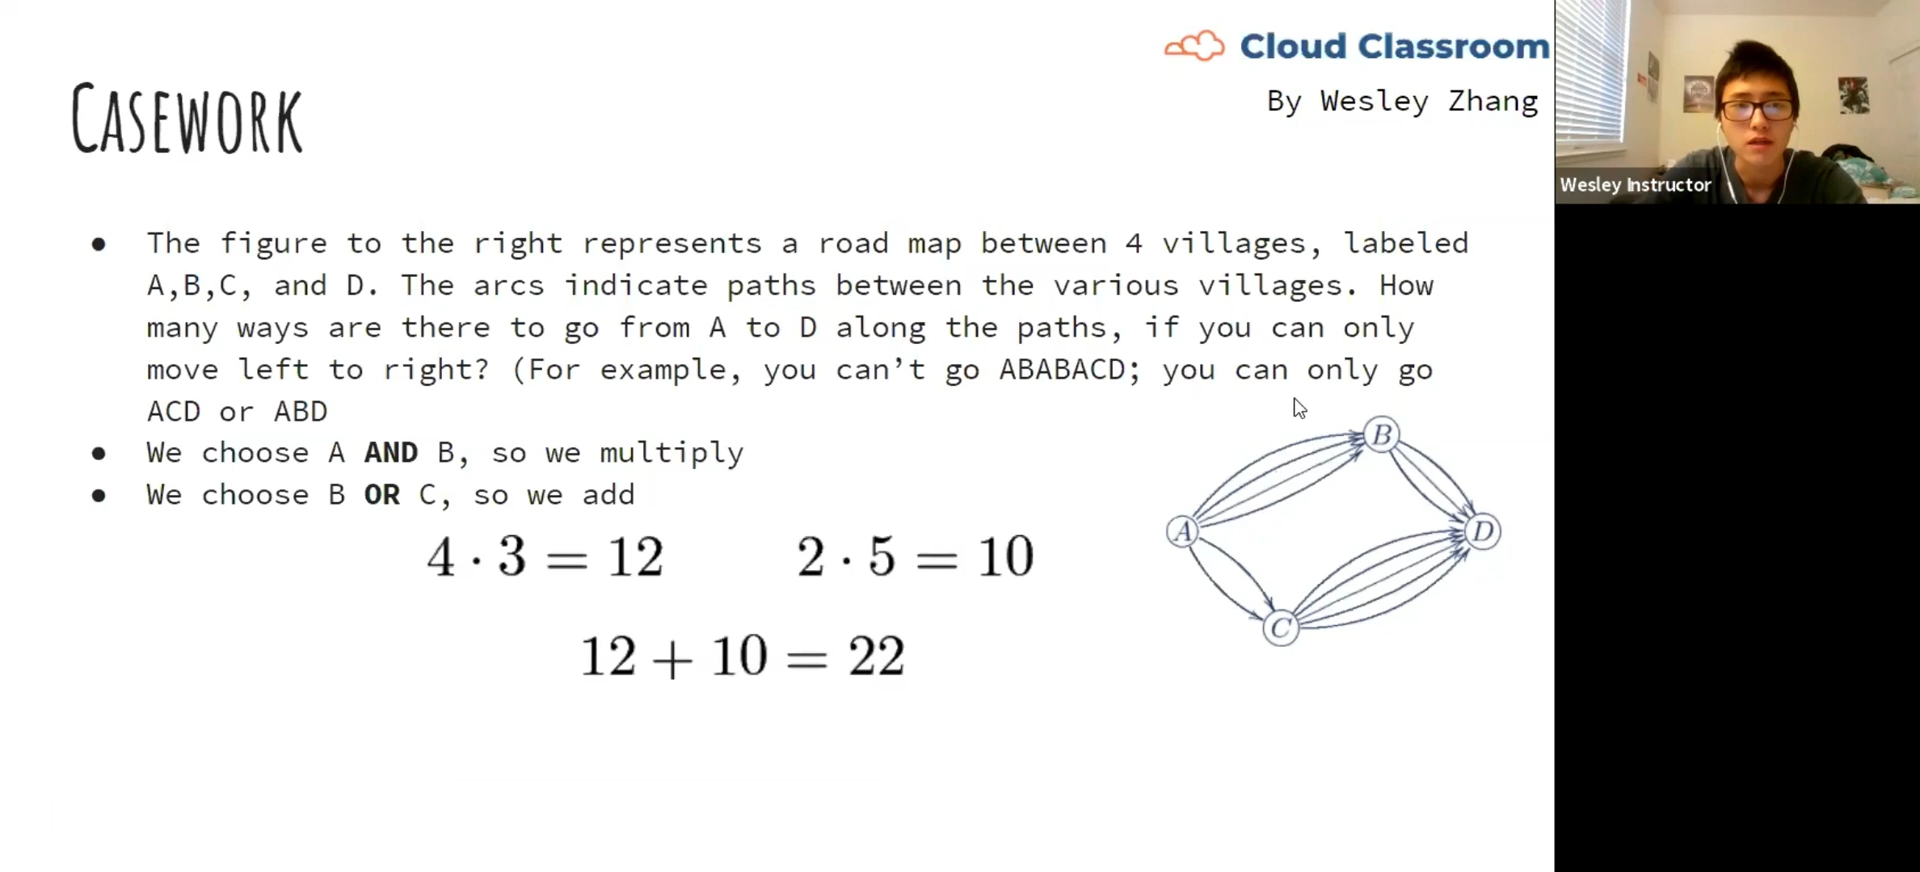 Cloud Classroom
By Wesley Zhang
CASEWORK
Wesley Instructor
● The figure to the right represents a road map between 4 villages, labeled
A,B,C, and D. The arcs indicate paths between the various villages. How
many ways are there to go from A to D along the paths, if you can only
move left to right? (For example, you can’t go ABABACD; you can only go
ACD or ABD
● We choose A AND B, so we multiply
● We choose B OR C, so we add
4 · 3 = 12 2 · 5 = 10
12 + 10 = 22
B
A
D
C